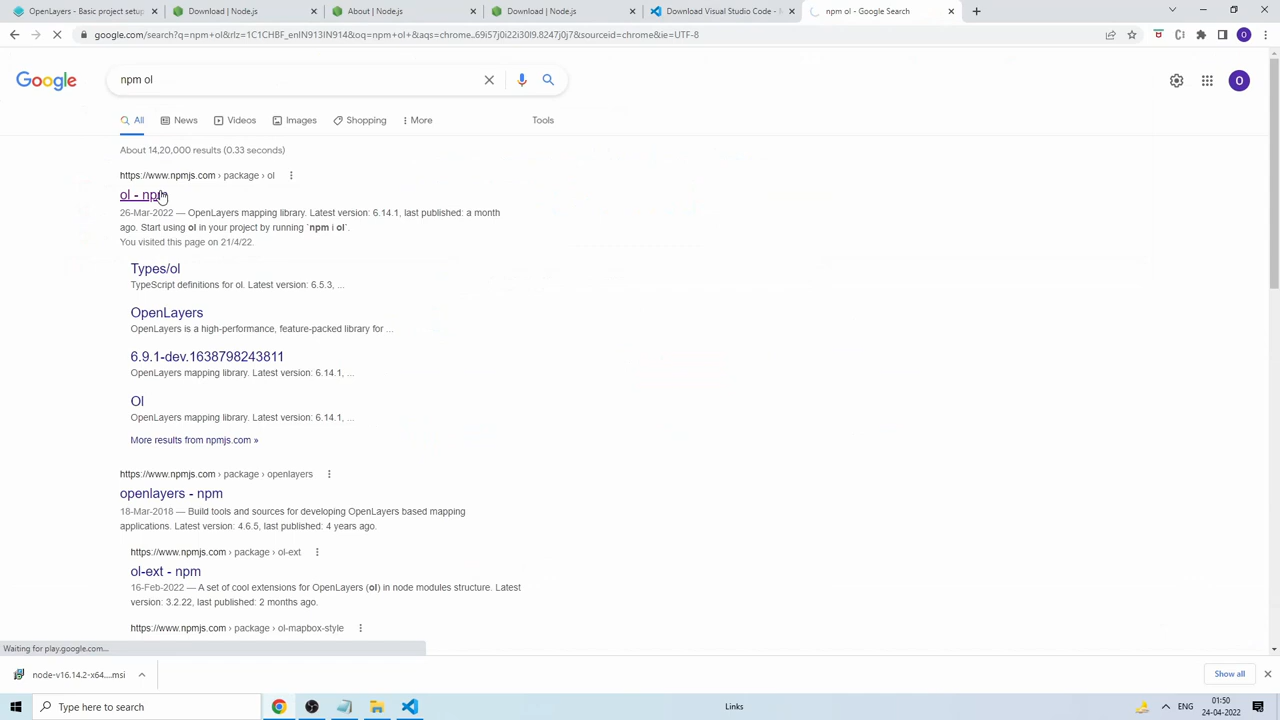 OpenLayers - Basic project setup
Download | Node.js
About | Node.js
Download | Node.js
Download Visual Studio Code - M
npm ol - Google Search
google.com/search?q=npm+ol&rlz=1C1CHBF_enIN913IN914&oq=npm+ol+&aqs=chrome..69i57j0i22i30l9.8247j0j7&sourceid=chrome&ie=UTF-8
O
Google
npm ol
O
All
News
Videos
Images
Shopping
More
Tools
About 14,20,000 results (0.33 seconds)
https://www.npmjs.com › package › ol
ol - npm
26-Mar-2022 — OpenLayers mapping library. Latest version: 6.14.1, last published: a month
ago. Start using ol in your project by running `npm i ol`.
You visited this page on 21/4/22.
Types/ol
TypeScript definitions for ol. Latest version: 6.5.3, ...
OpenLayers
OpenLayers is a high-performance, feature-packed library for ...
6.9.1-dev.1638798243811
OpenLayers mapping library. Latest version: 6.14.1, ...
Ol
OpenLayers mapping library. Latest version: 6.14.1, ...
More results from npmjs.com »
https://www.npmjs.com › package › openlayers
openlayers - npm
18-Mar-2018 — Build tools and sources for developing OpenLayers based mapping
applications. Latest version: 4.6.5, last published: 4 years ago.
https://www.npmjs.com › package › ol-ext
ol-ext - npm
16-Feb-2022 — A set of cool extensions for OpenLayers (ol) in node modules structure. Latest
version: 3.2.22, last published: 2 months ago.
https://www.npmjs.com › package › ol-mapbox-style
Waiting for play.google.com...
node-v16.14.2-x64....msi
Show all
Type here to search
Links
ENG
01:50
24-04-2022